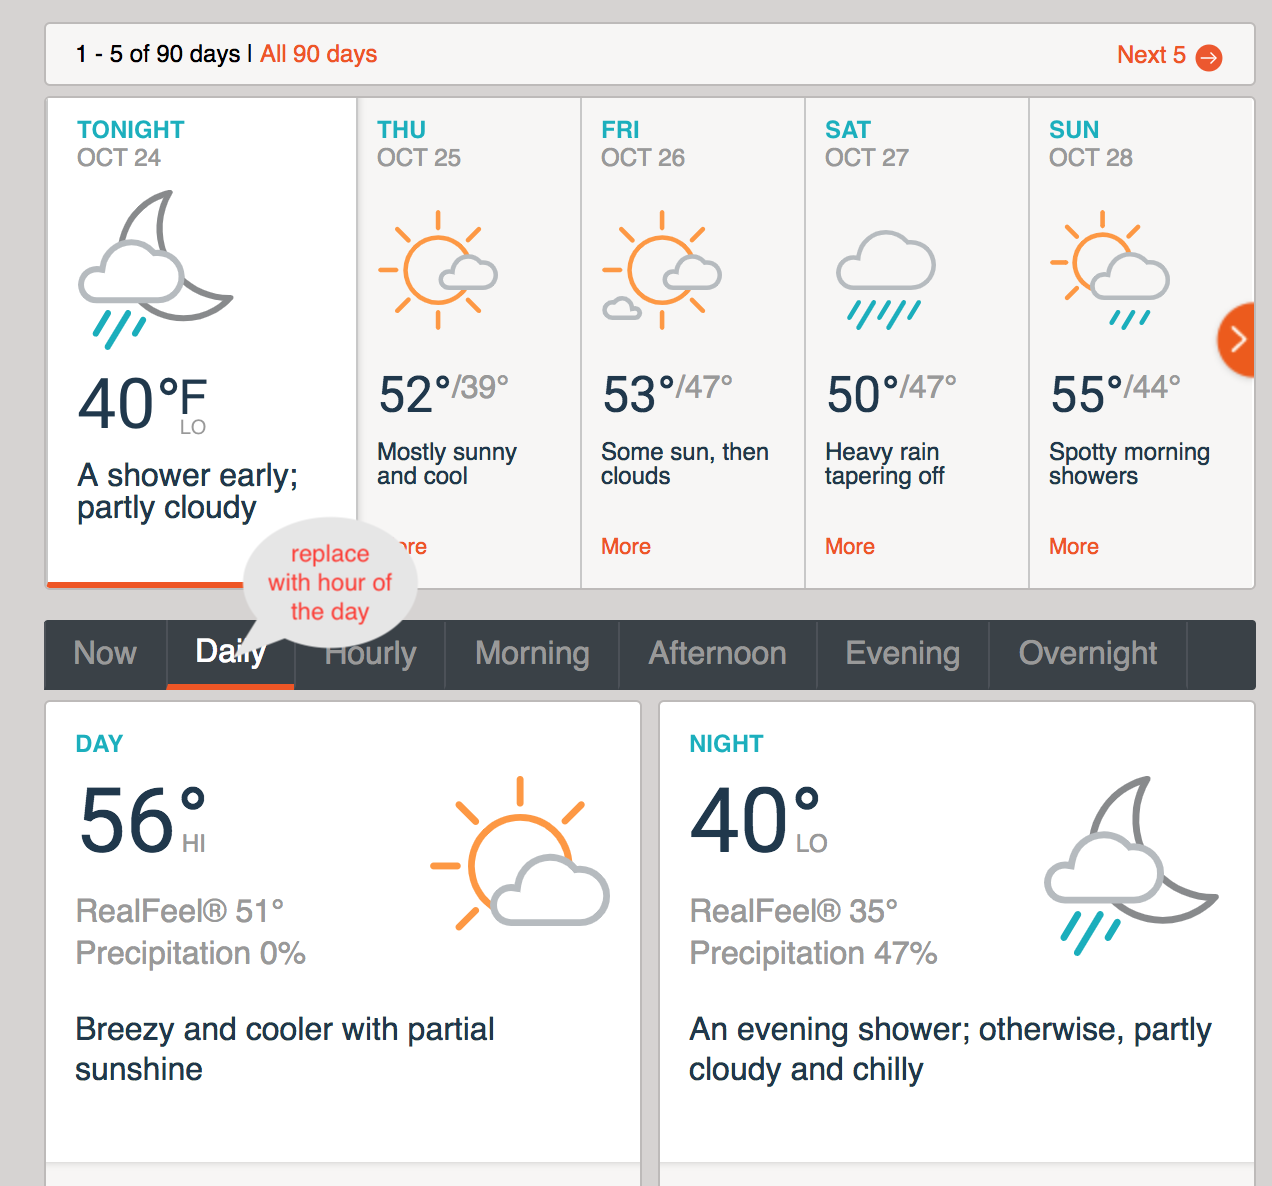 1 - 5 of 90 days | All 90 days
Next 5
TONIGHT
OCT 24
40°F
LO
A shower early;
partly cloudy
THU
OCT 25
52°/39°
Mostly sunny
and cool
FRI
OCT 26
53°/47°
Some sun, then
clouds
More
SAT
OCT 27
50°/47°
Heavy rain
tapering off
More
SUN
OCT 28
55°/44°
Spotty morning
showers
More
replace
with hour of
the day
Now
Daily
Hourly
Morning
Afternoon
Evening
Overnight
DAY
56°
HI
RealFeel® 51°
Precipitation 0%
Breezy and cooler with partial
sunshine
NIGHT
40°
LO
RealFeel® 35°
Precipitation 47%
An evening shower; otherwise, partly
cloudy and chilly